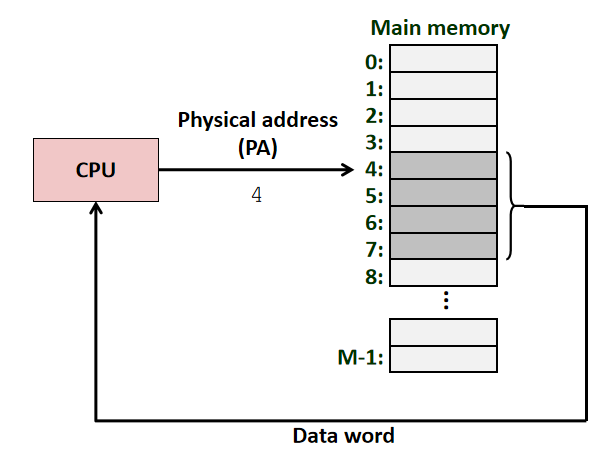 Main memory
0:
1:
Physical address
2:
(PA)
3:
CPU
4:
4
5:
6:
7:
8:
...
M-1:
Data word